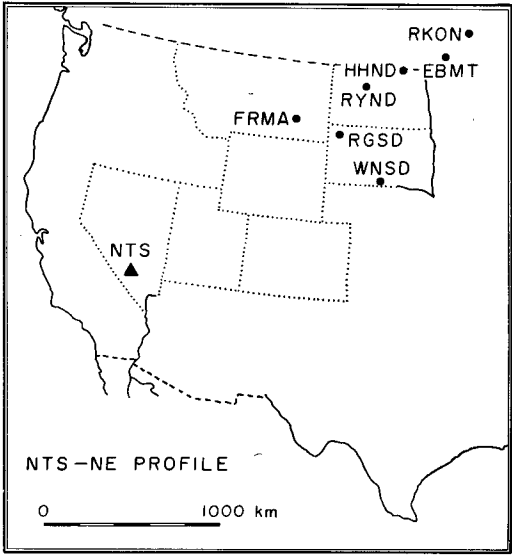 RKON
HHND - EBMT
RYND
FRMA
RGSD
WNSD
NTS
NTS-NE PROFILE
0 1000 km